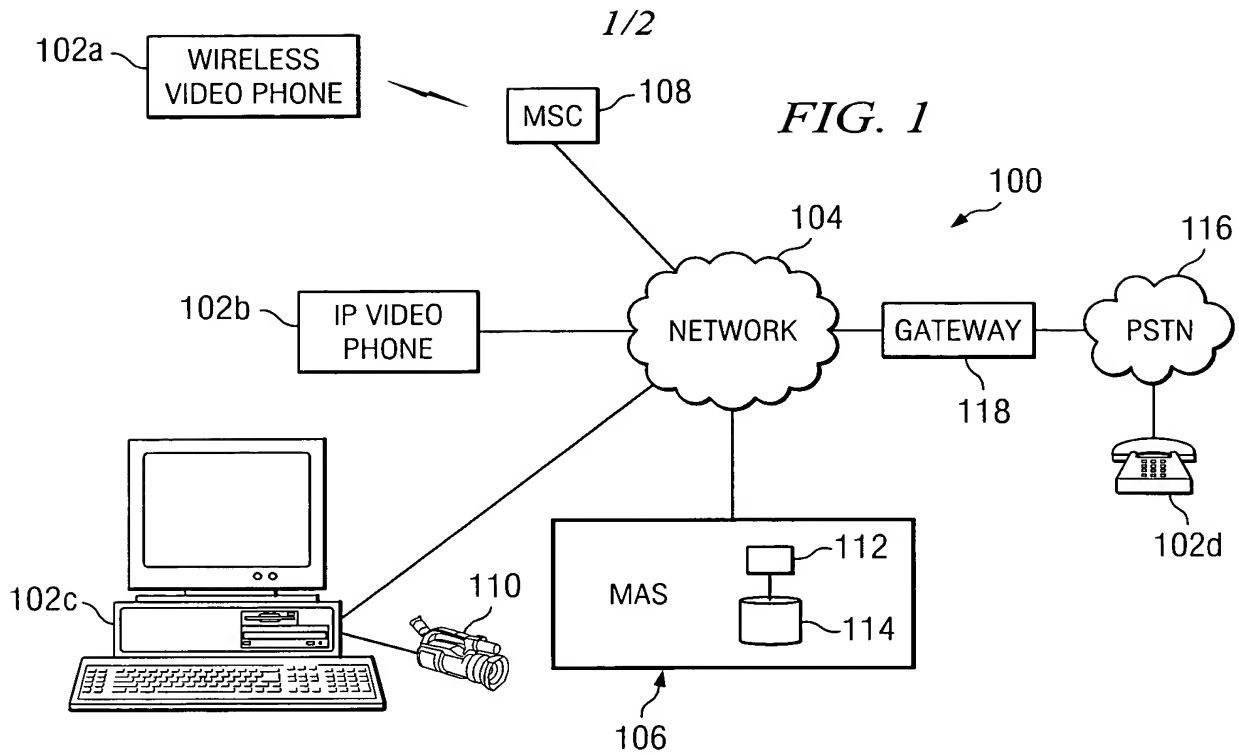 1/2
FIG. 1
102a
WIRELESS
VIDEO PHONE
MSC
108
100
104
116
102b
IP VIDEO
PHONE
NETWORK
GATEWAY
118
PSTN
102d
102c
110
MAS
112
114
106